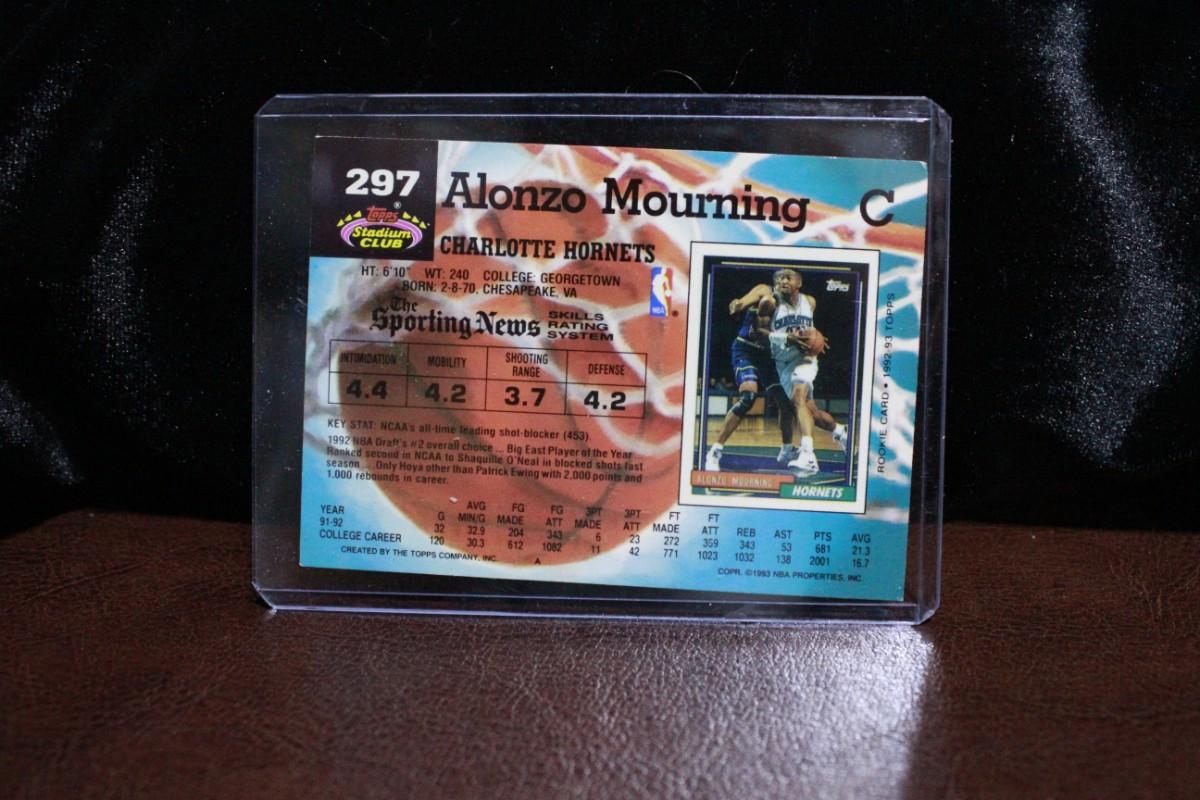 297
Topps®
Stadium
CLUB
Alonzo Mourning C
CHARLOTTE HORNETS
HT: 6'10" WT: 240 COLLEGE: GEORGETOWN
BORN: 2-8-70, CHESAPEAKE, VA
NBA ®
The
Sporting News
SKILLS
RATING
SYSTEM
INTIMIDATION MOBILITY SHOOTING RANGE DEFENSE
4.4 4.2 3.7 4.2
KEY STAT: NCAA's all-time leading shot-blocker (453)
1992 NBA Draft's #2 overall choice ... Big East Player of the Year
Ranked second in NCAA to Shaquille O'Neal in blocked shots last
season ... Only Hoya other than Patrick Ewing with 2,000 points and
1,000 rebounds in career.
Topps
CHARLOTTE
ALONZO MOURNING
HORNETS
ROOKIE CARD • 1992-93 TOPPS
YEAR G AVG MIN/G FG MADE FG ATT 3PT MADE 3PT ATT FT MADE FT ATT REB AST PTS AVG
91-92 32 32.9 204 343 6 23 272 359 343 53 681 21.3
COLLEGE CAREER 120 30.3 612 1082 11 42 771 1023 1032 138 2001 16.7
CREATED BY THE TOPPS COMPANY, INC. A
COPR. ©1993 NBA PROPERTIES, INC.